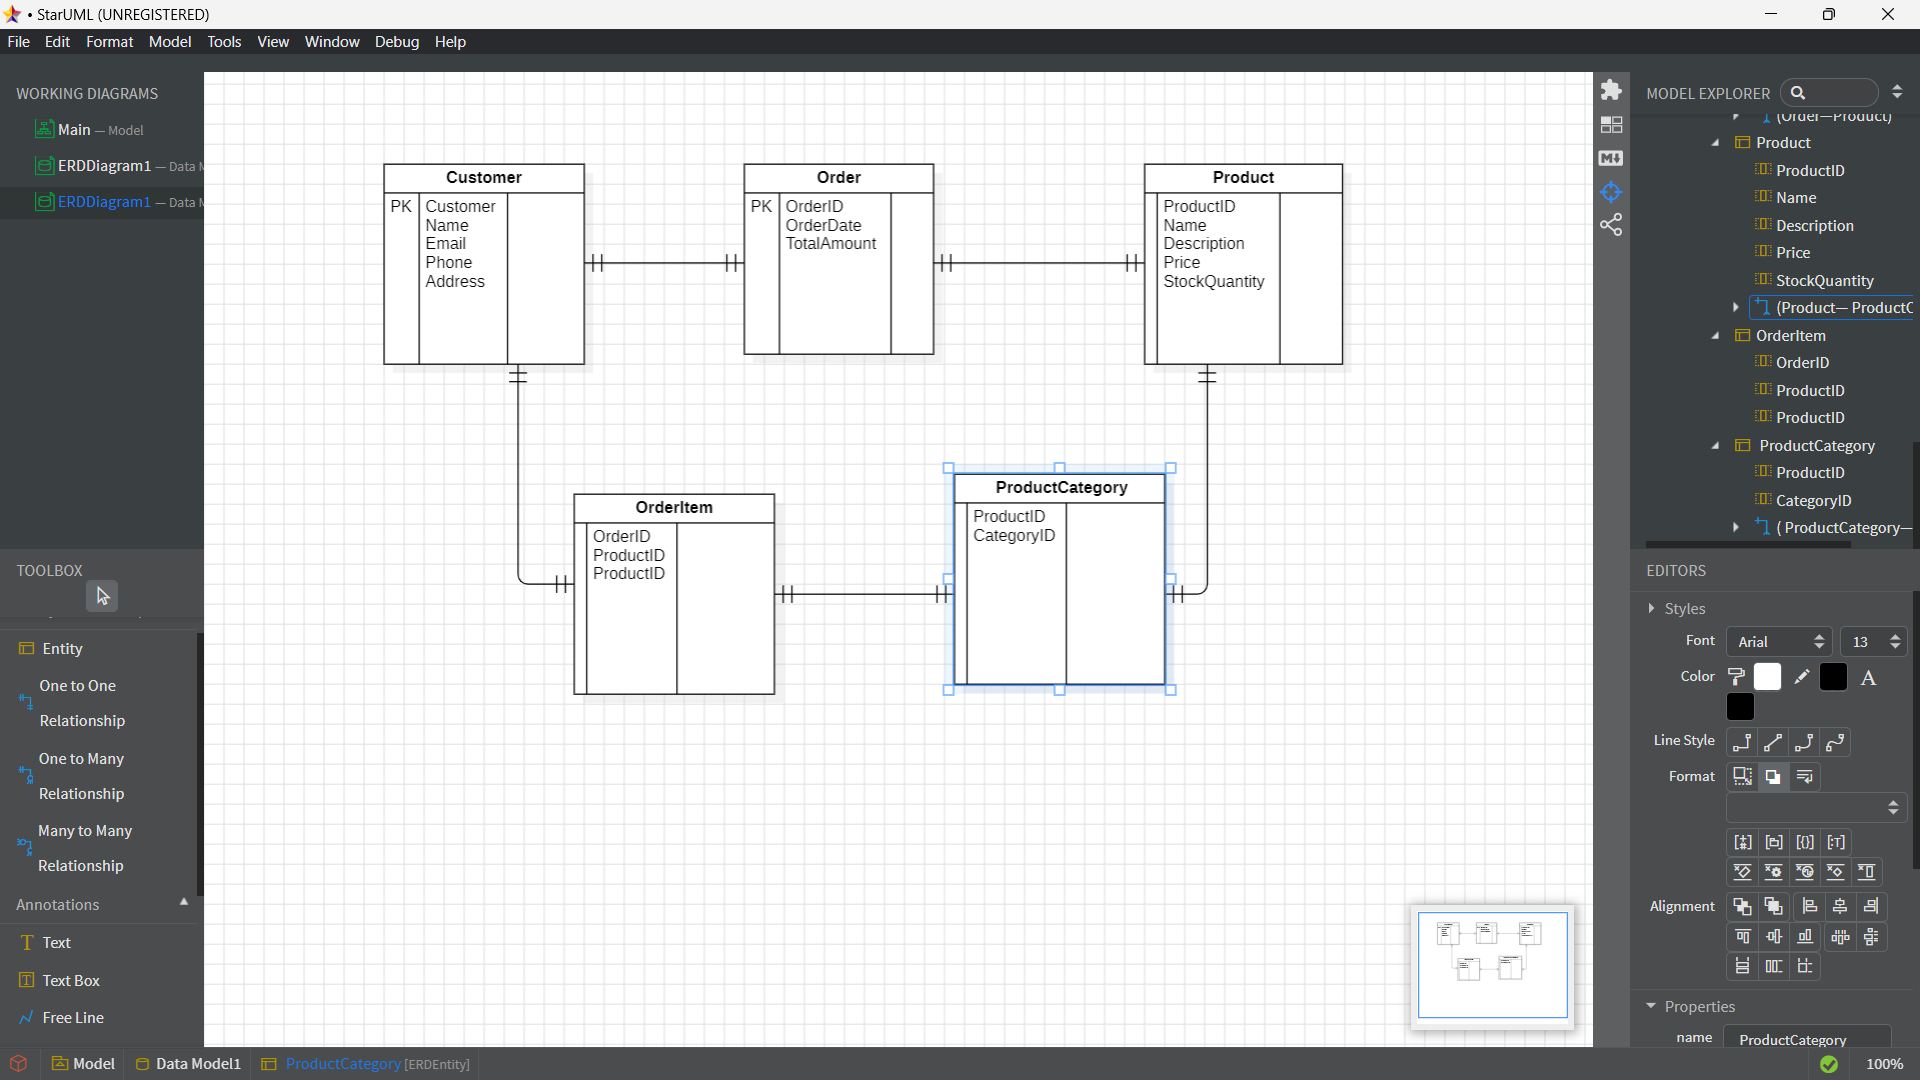 • StarUML (UNREGISTERED)
File Edit Format Model Tools View Window Debug Help
WORKING DIAGRAMS
Main — Model
ERDDiagram1 — Data M
ERDDiagram1 — Data M
TOOLBOX
Entity
One to One
Relationship
One to Many
Relationship
Many to Many
Relationship
Annotations
Text
Text Box
Free Line
Customer
PK Customer
Name
Email
Phone
Address
Order
PK OrderID
OrderDate
TotalAmount
Product
ProductID
Name
Description
Price
StockQuantity
OrderItem
OrderID
ProductID
ProductID
ProductCategory
ProductID
CategoryID
MODEL EXPLORER
(Order—Product)
Product
ProductID
Name
Description
Price
StockQuantity
(Product— ProductC
OrderItem
OrderID
ProductID
ProductID
ProductCategory
ProductID
CategoryID
( ProductCategory—
EDITORS
Styles
Font Arial 13
Color A
Line Style
Format
Alignment
Properties
name ProductCategory
Model Data Model1 ProductCategory [ERDEntity] 100%